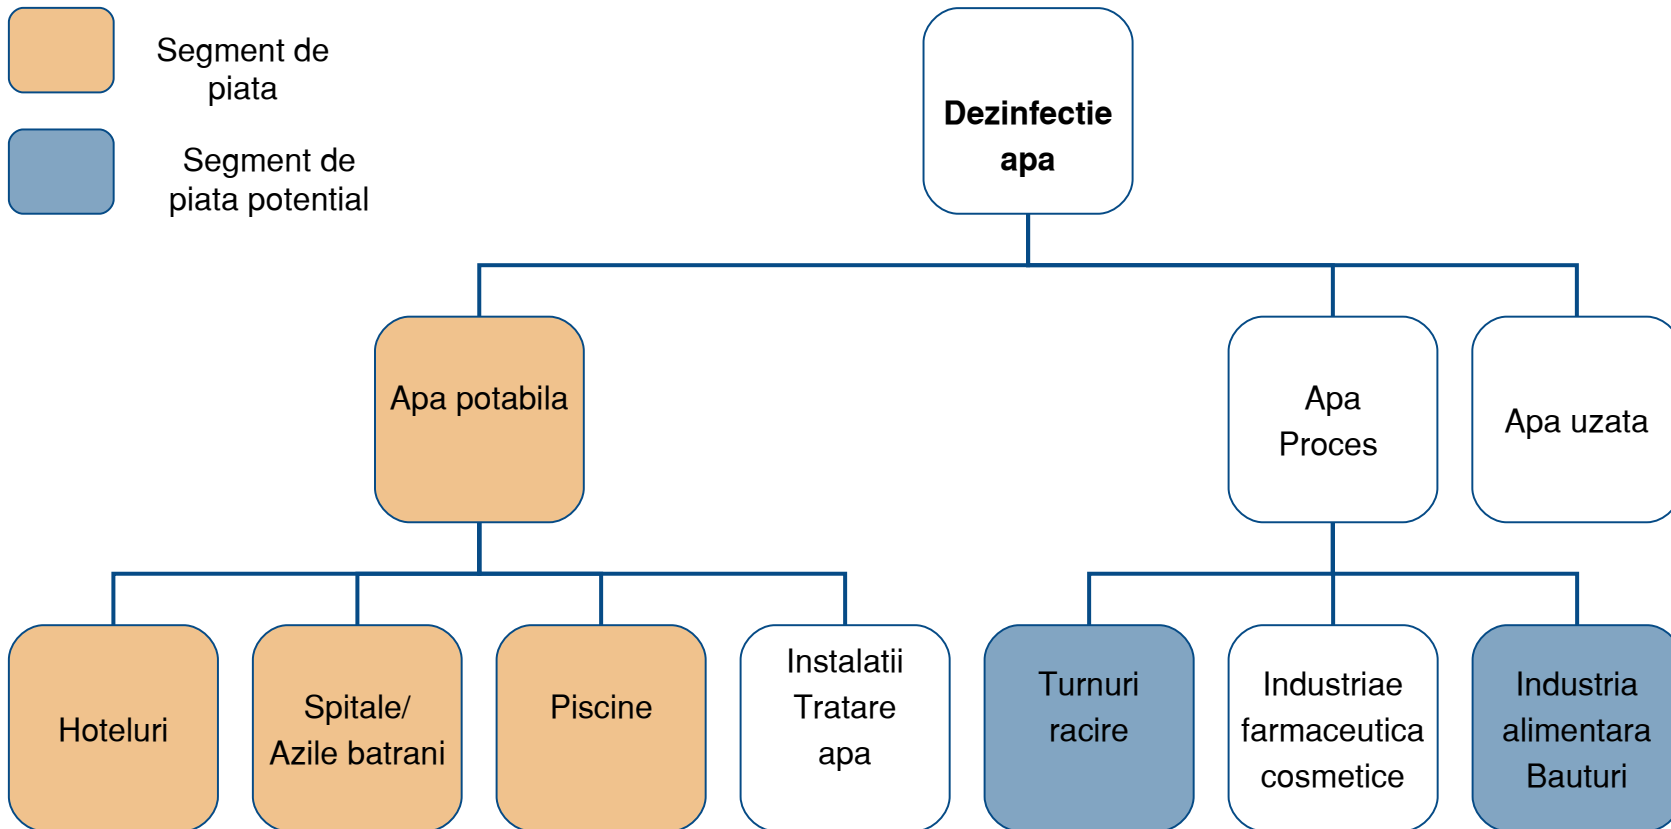 Segment de
piata
Segment de
piata potential
Dezinfectie
apa
Apa potabila
Apa
Proces
Apa uzata
Hoteluri
Spitale/
Azile batrani
Piscine
Instalatii
Tratare
apa
Turnuri
racire
Industriae
farmaceutica
cosmetice
Industria
alimentara
Bauturi